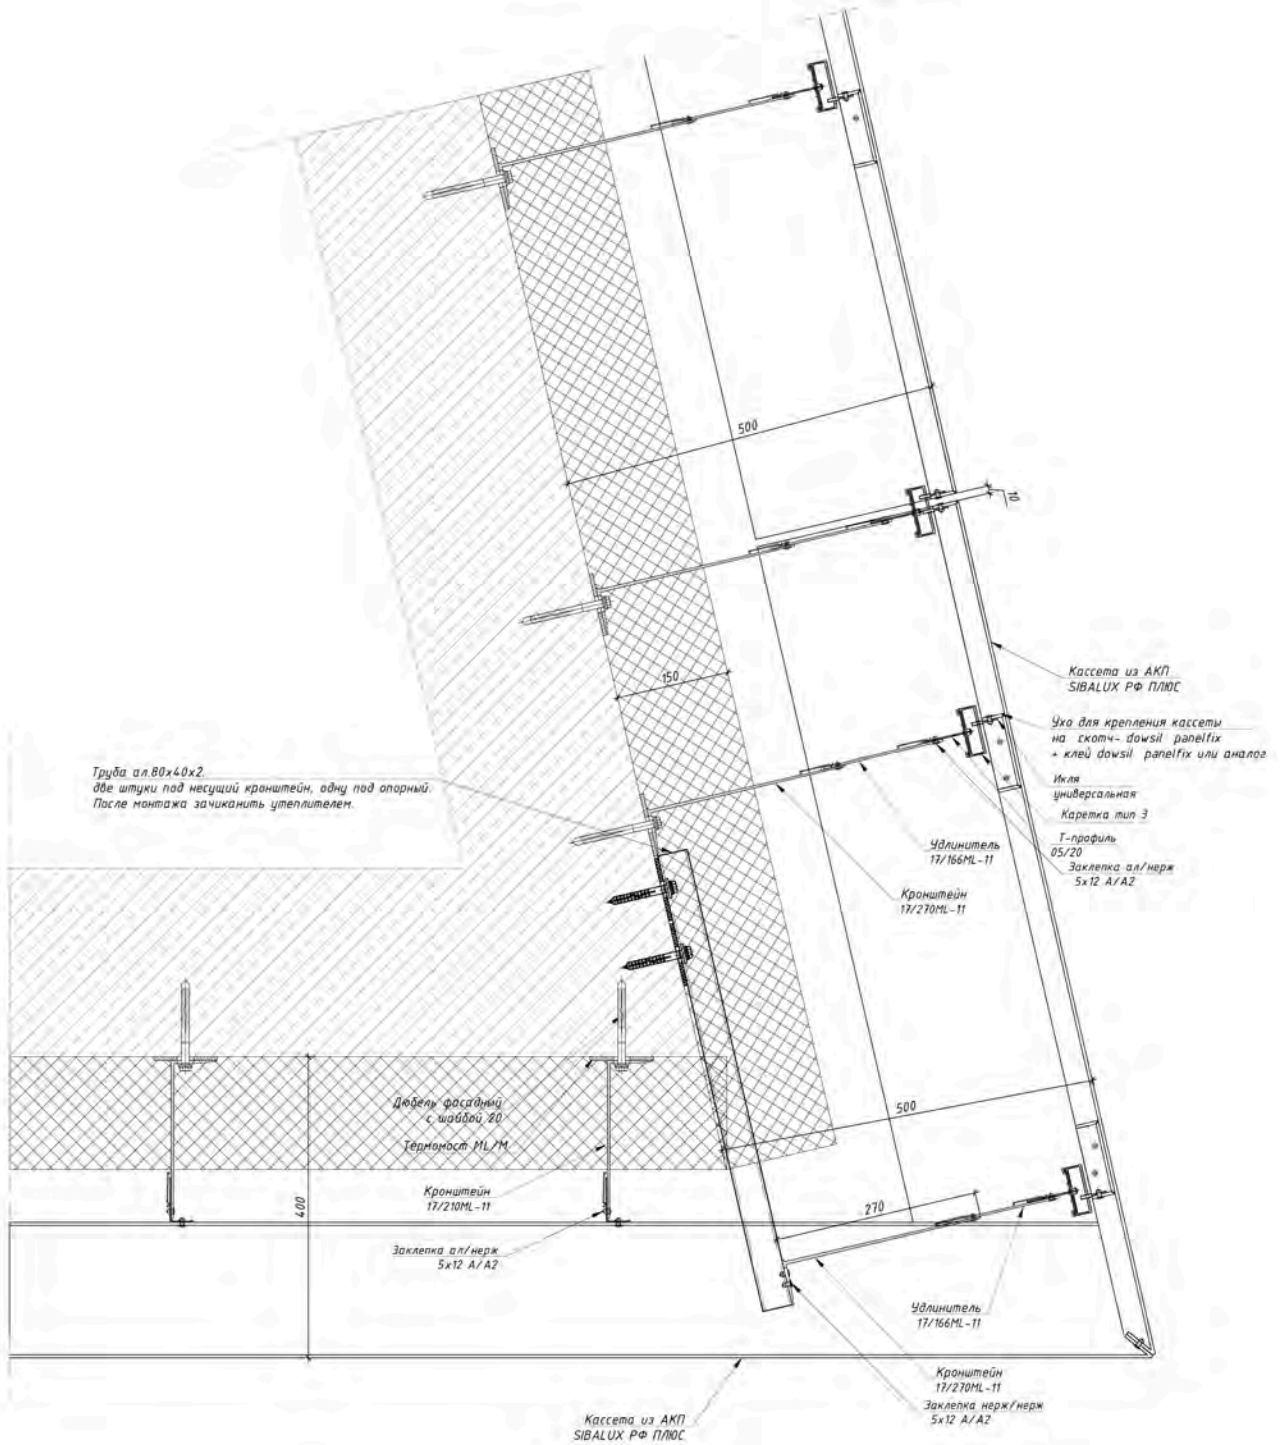 500
10
Кассета из АКП
SIBALUX РФ ПЛЮС
150
Ухо для крепления кассеты
на скотч- dowsil panelfix
+ клей dowsil panelfix или аналог
Труба ал.80х40х2.
две штуки под несущий кронштейн, одну под опорный.
После монтажа зачиканить утеплителем.
Икля
универсальная
Каретка тип 3
Т-профиль
05/20
Удлинитель
17/166ML-11
Заклепка ал/нерж
5х12 А/А2
Кронштейн
17/270ML-11
Дюбель фасадный
с шайбой 20
Термомост ML/M
500
Кронштейн
17/210ML-11
400
270
Заклепка ал/нерж
5х12 А/А2
Удлинитель
17/166ML-11
Кронштейн
17/270ML-11
Заклепка нерж/нерж
5х12 А/А2
Кассета из АКП
SIBALUX РФ ПЛЮС